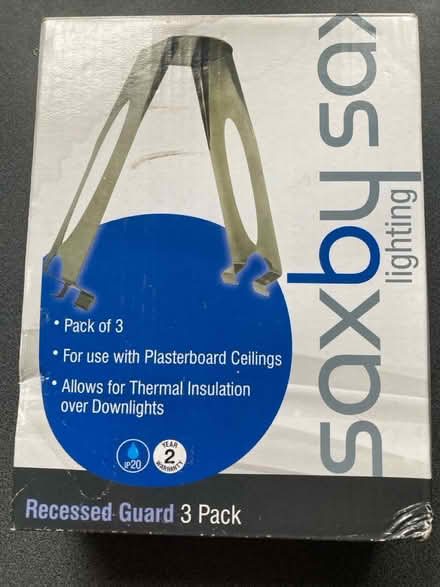 saxby sax
lighting
• Pack of 3
• For use with Plasterboard Ceilings
• Allows for Thermal Insulation
over Downlights
IP20
YEAR
2
WARRANTY
Recessed Guard 3 Pack